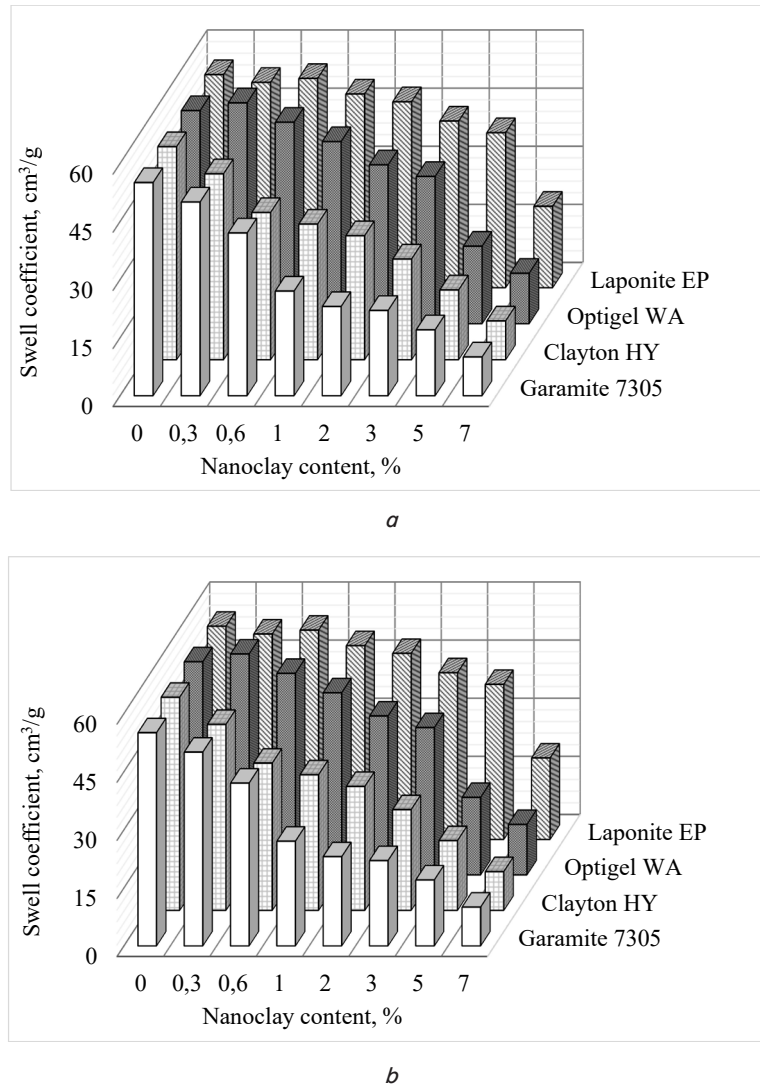 60
45
30
15
0
Swell coefficient, cm³/g
0 0,3 0,6 1 2 3 5 7
Nanoclay content, %
Laponite EP
Optigel WA
Clayton HY
Garamite 7305
a
60
45
30
15
0
Swell coefficient, cm³/g
0 0,3 0,6 1 2 3 5 7
Nanoclay content, %
Laponite EP
Optigel WA
Clayton HY
Garamite 7305
b